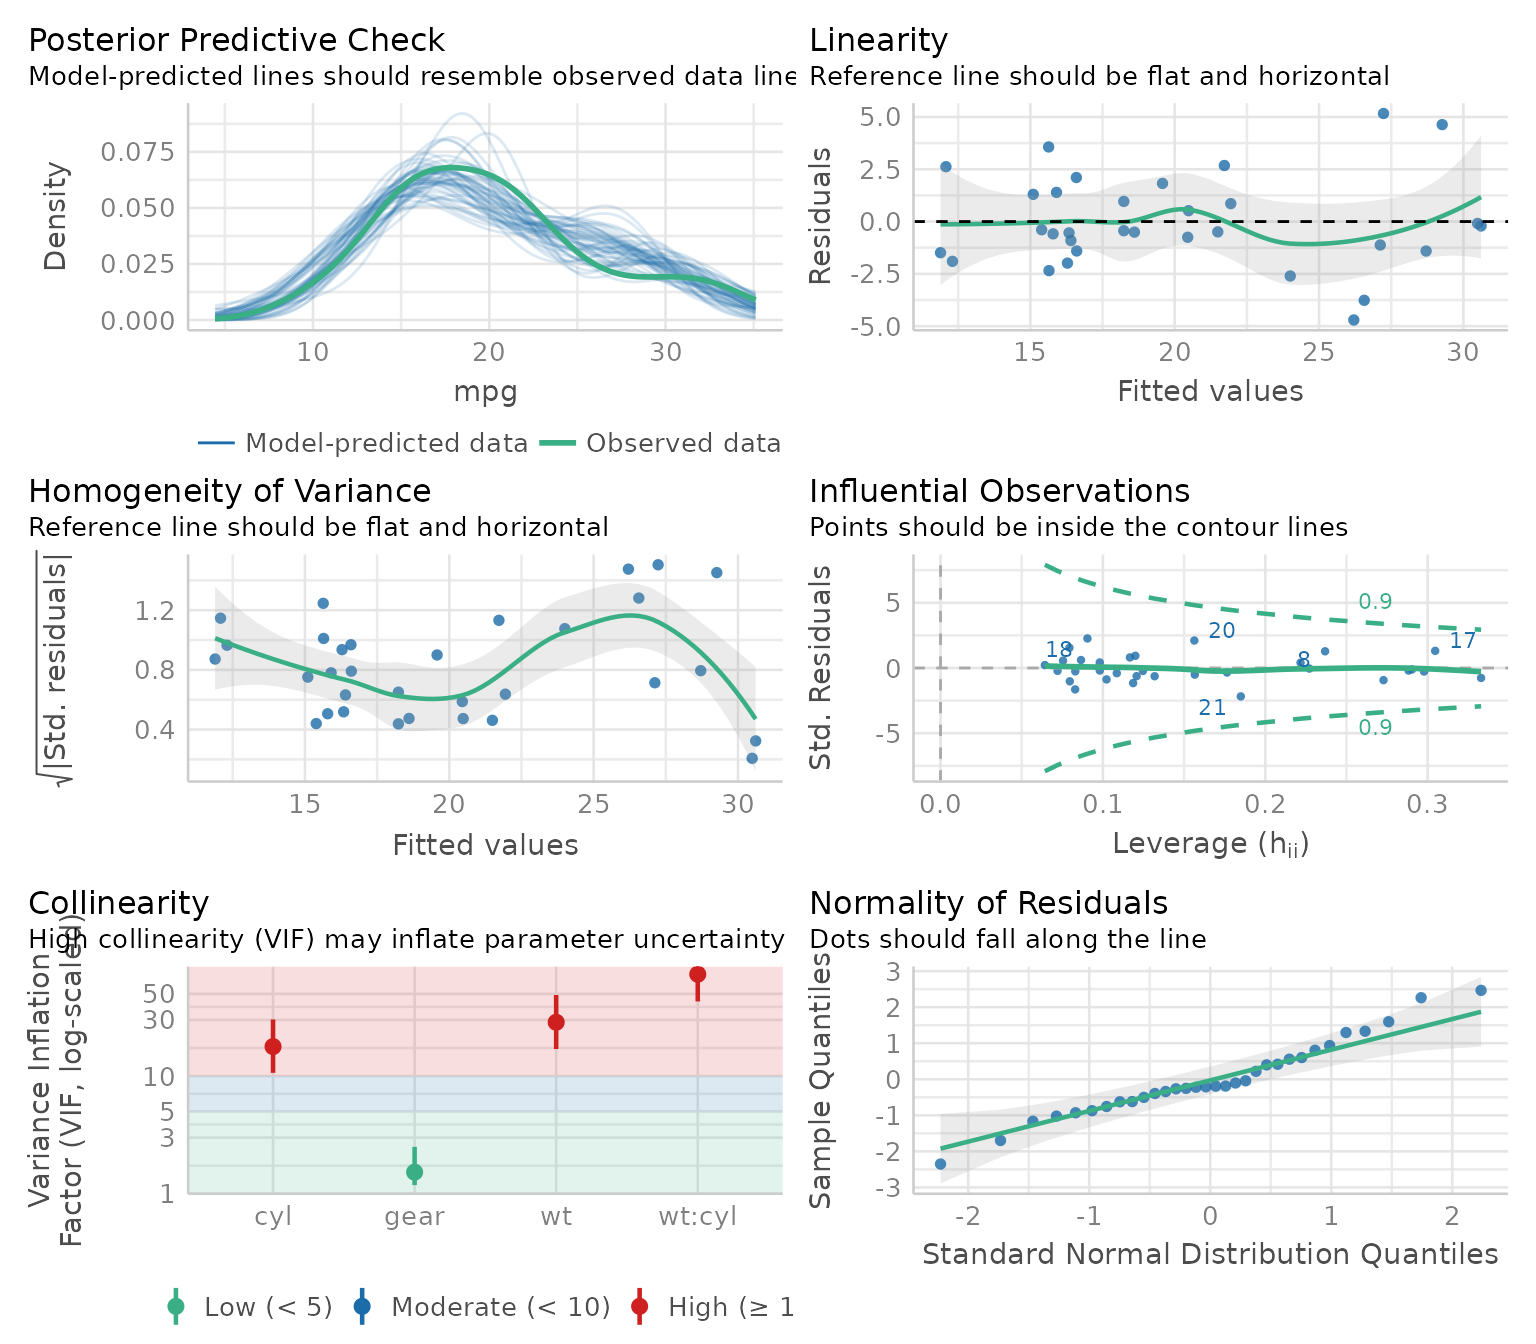 Posterior Predictive Check
Model-predicted lines should resemble observed data line
Density
0.075
0.050
0.025
0.000
10 20 30
mpg
Model-predicted data Observed data
Linearity
Reference line should be flat and horizontal
Residuals
5.0
2.5
0.0
-2.5
-5.0
15 20 25 30
Fitted values
Homogeneity of Variance
Reference line should be flat and horizontal
√|Std. residuals|
1.2
0.8
0.4
15 20 25 30
Fitted values
Influential Observations
Points should be inside the contour lines
Std. Residuals
5
0
-5
0.9
20
17
18
8
21
0.9
0.0 0.1 0.2 0.3
Leverage (hii)
Collinearity
High collinearity (VIF) may inflate parameter uncertainty
Variance Inflation
Factor (VIF, log-scaled)
50
30
10
5
3
1
cyl gear wt wt:cyl
Low (< 5) Moderate (< 10) High (≥ 1
Normality of Residuals
Dots should fall along the line
Sample Quantiles
3
2
1
0
-1
-2
-3
-2 -1 0 1 2
Standard Normal Distribution Quantiles